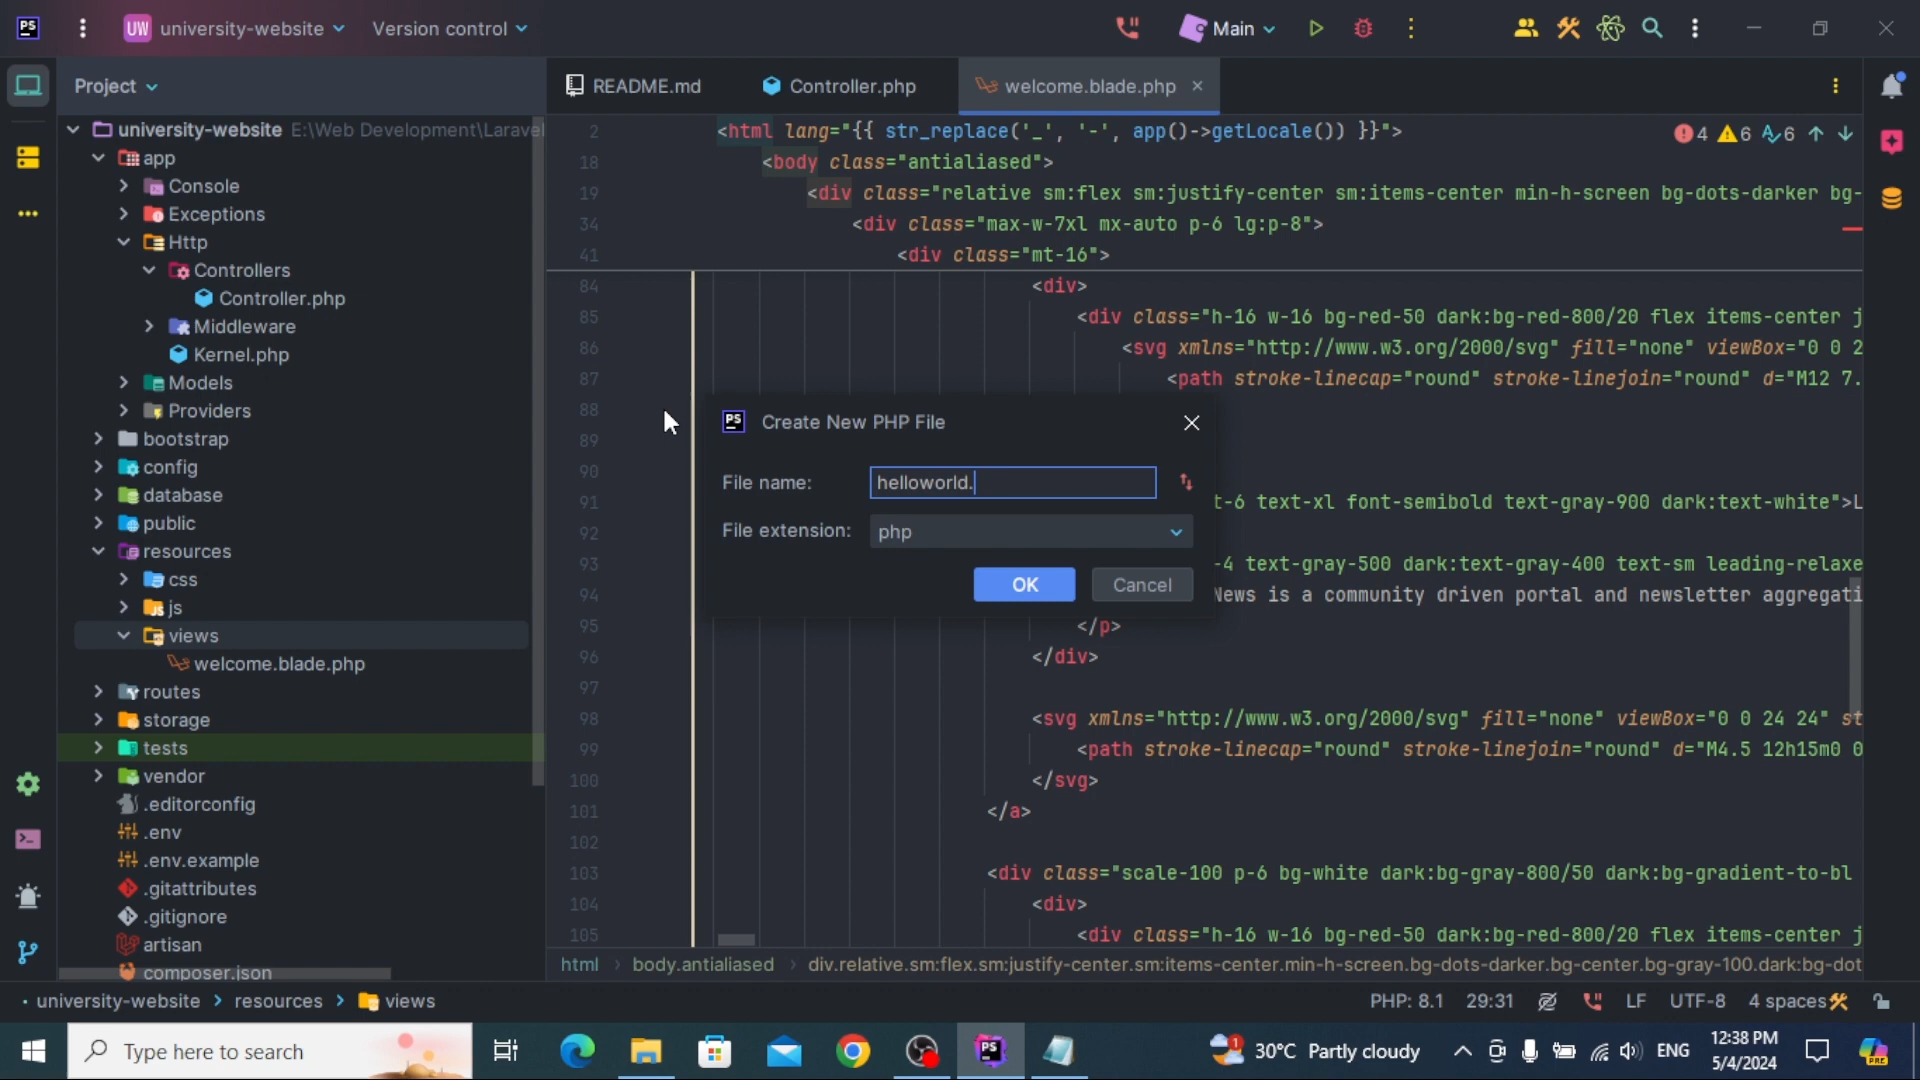 PS
UW university-website
Version control
Main
Project
README.md
Controller.php
welcome.blade.php
university-website E:\Web Development\Larave
app
Console
Exceptions
Http
Controllers
Controller.php
Middleware
Kernel.php
Models
Providers
bootstrap
config
database
public
resources
css
js
views
welcome.blade.php
routes
storage
tests
vendor
.editorconfig
.env
.env.example
.gitattributes
.gitignore
artisan
composer.json
2 <html lang="{{ str_replace('_', '-', app()->getLocale()) }}">
4 6 6
18 <body class="antialiased">
19 <div class="relative sm:flex sm:justify-center sm:items-center min-h-screen bg-dots-darker bg-
34 <div class="max-w-7xl mx-auto p-6 lg:p-8">
41 <div class="mt-16">
84 <div>
85 <div class="h-16 w-16 bg-red-50 dark:bg-red-800/20 flex items-center j
86 <svg xmlns="http://www.w3.org/2000/svg" fill="none" viewBox="0 0 2
87 <path stroke-linecap="round" stroke-linejoin="round" d="M12 7.
88
89
90
91 t-6 text-xl font-semibold text-gray-900 dark:text-white">L
92
93 -4 text-gray-500 dark:text-gray-400 text-sm leading-relaxe
94 News is a community driven portal and newsletter aggregati
95 </p>
96 </div>
97
98 <svg xmlns="http://www.w3.org/2000/svg" fill="none" viewBox="0 0 24 24" st
99 <path stroke-linecap="round" stroke-linejoin="round" d="M4.5 12h15m0 0
100 </svg>
101 </a>
102
103 <div class="scale-100 p-6 bg-white dark:bg-gray-800/50 dark:bg-gradient-to-bl
104 <div>
105 <div class="h-16 w-16 bg-red-50 dark:bg-red-800/20 flex items-center j
PS Create New PHP File
File name: helloworld.
File extension: php
OK Cancel
html › body.antialiased › div.relative.sm:flex.sm:justify-center.sm:items-center.min-h-screen.bg-dots-darker.bg-center.bg-gray-100.dark:bg-dot
university-website › resources › views
PHP: 8.1 29:31 LF UTF-8 4 spaces
Type here to search
PS
1 30°C Partly cloudy
ENG
12:38 PM
5/4/2024
PRE